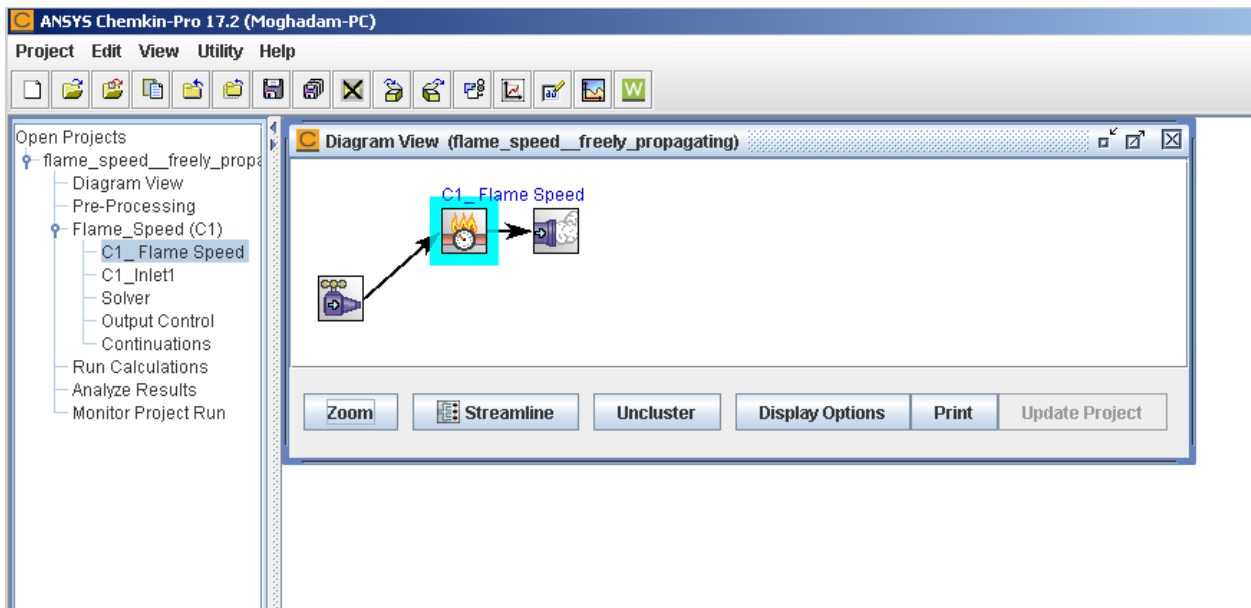 ANSYS Chemkin-Pro 17.2 (Moghadam-PC)
Project Edit View Utility Help
Open Projects
flame_speed__freely_propa
Diagram View
Pre-Processing
Flame_Speed (C1)
C1_ Flame Speed
C1_Inlet1
Solver
Output Control
Continuations
Run Calculations
Analyze Results
Monitor Project Run
Diagram View (flame_speed__freely_propagating)
C1_ Flame Speed
Zoom Streamline Uncluster Display Options Print Update Project